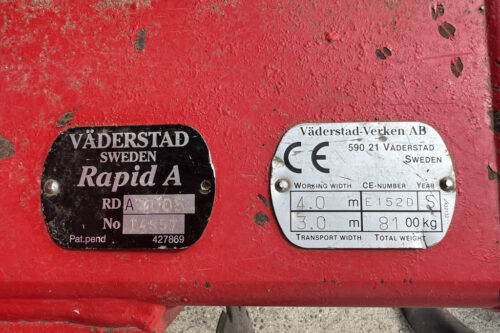 VÄDERSTAD
SWEDEN
Rapid A
RD A
No
Pat.pend 427869
Väderstad-Verken AB
590 21 VÄDERSTAD
SWEDEN
CE
WORKING WIDTH CE-NUMBER YEAR
4.0 m E152D S
3.0 m 8100 kg
TRANSPORT WIDTH TOTAL WEIGHT